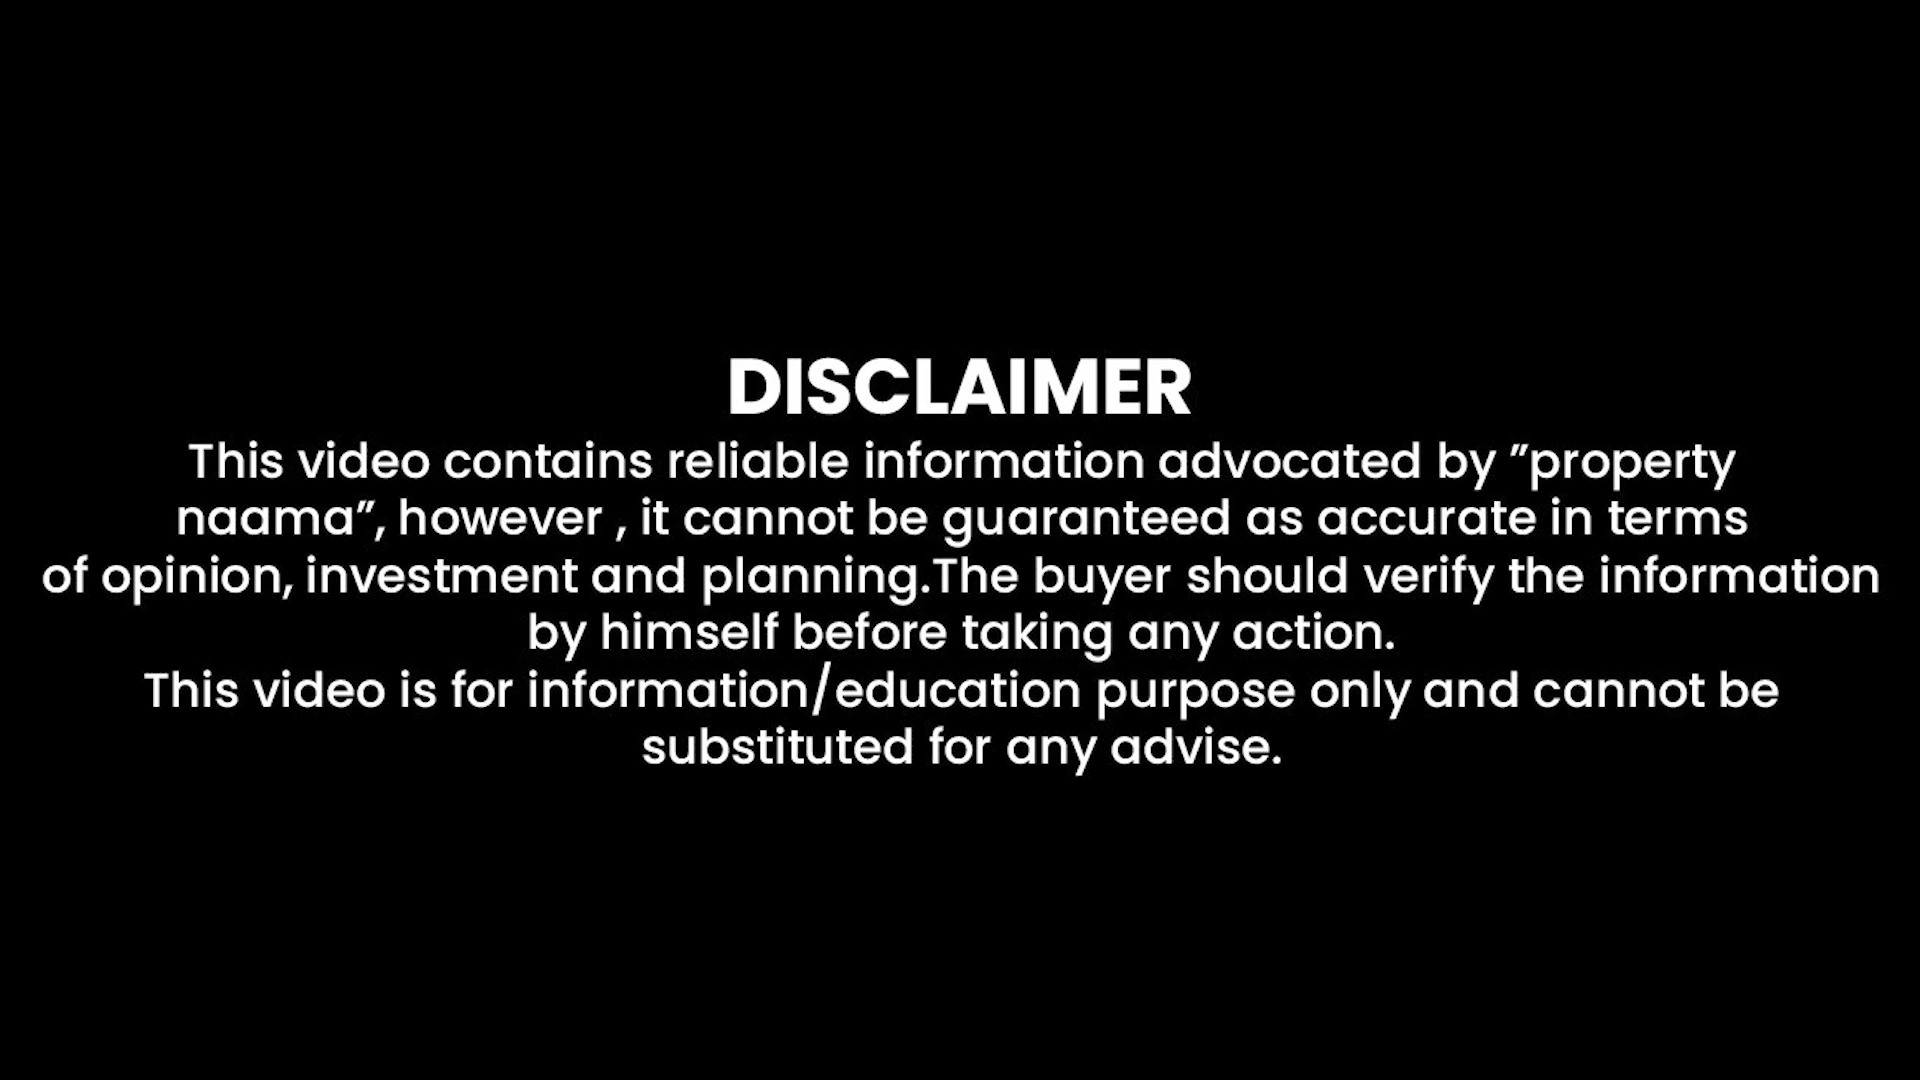 DISCLAIMER
This video contains reliable information advocated by ”property
naama”, however , it cannot be guaranteed as accurate in terms
of opinion, investment and planning.The buyer should verify the information
by himself before taking any action.
This video is for information/education purpose only and cannot be
substituted for any advise.